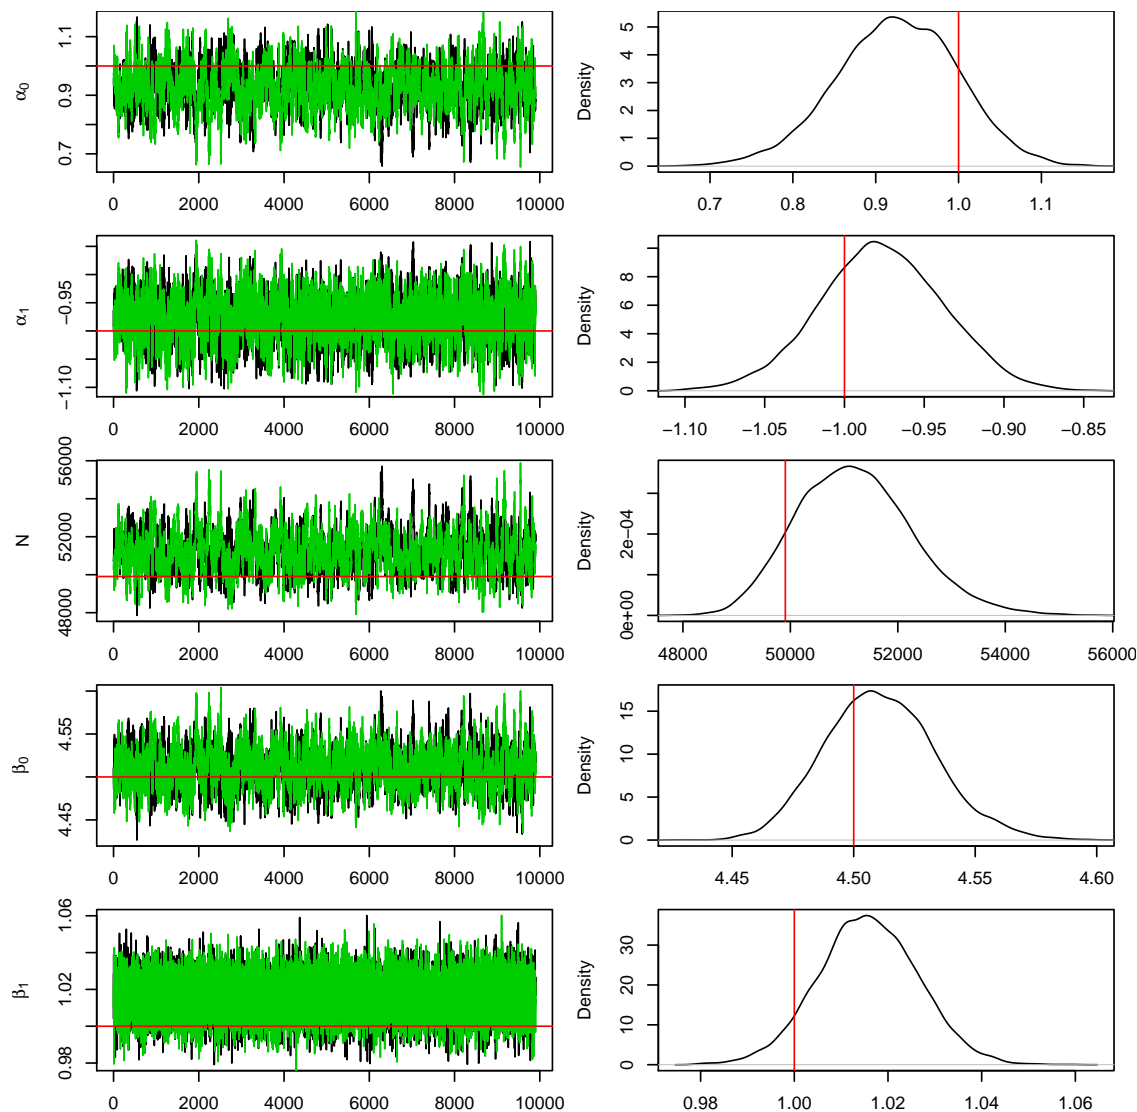 α0
0.7 0.9 1.1
0 2000 4000 6000 8000 10000
Density
0 1 2 3 4 5
0.7 0.8 0.9 1.0 1.1
α1
−1.10 −0.95
0 2000 4000 6000 8000 10000
Density
0 2 4 6 8
−1.10 −1.05 −1.00 −0.95 −0.90 −0.85
N
48000 52000 56000
0 2000 4000 6000 8000 10000
Density
0e+00 2e−04
48000 50000 52000 54000 56000
β0
4.45 4.55
0 2000 4000 6000 8000 10000
Density
0 5 10 15
4.45 4.50 4.55 4.60
β1
0.98 1.02 1.06
0 2000 4000 6000 8000 10000
Density
0 10 20 30
0.98 1.00 1.02 1.04 1.06